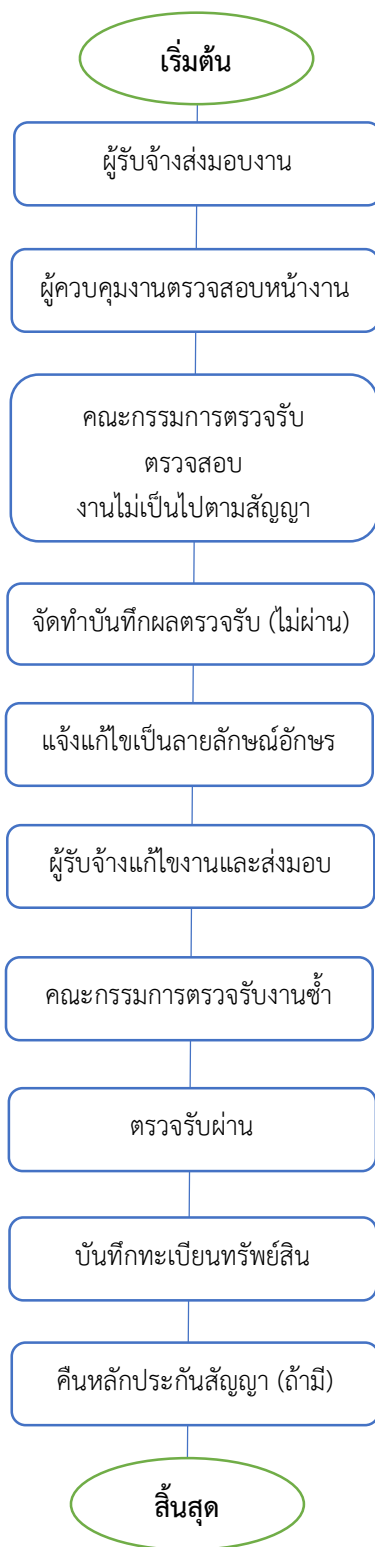 เริ่มต้น
ผู้รับจ้างส่งมอบงาน
ผู้ควบคุมงานตรวจสอบหน้างาน
คณะกรรมการตรวจรับ
ตรวจสอบ
งานไม่เป็นไปตามสัญญา
จัดทำบันทึกผลตรวจรับ (ไม่ผ่าน)
แจ้งแก้ไขเป็นลายลักษณ์อักษร
ผู้รับจ้างแก้ไขงานและส่งมอบ
คณะกรรมการตรวจรับงานซ้ำ
ตรวจรับผ่าน
บันทึกทะเบียนทรัพย์สิน
คืนหลักประกันสัญญา (ถ้ามี)
สิ้นสุด